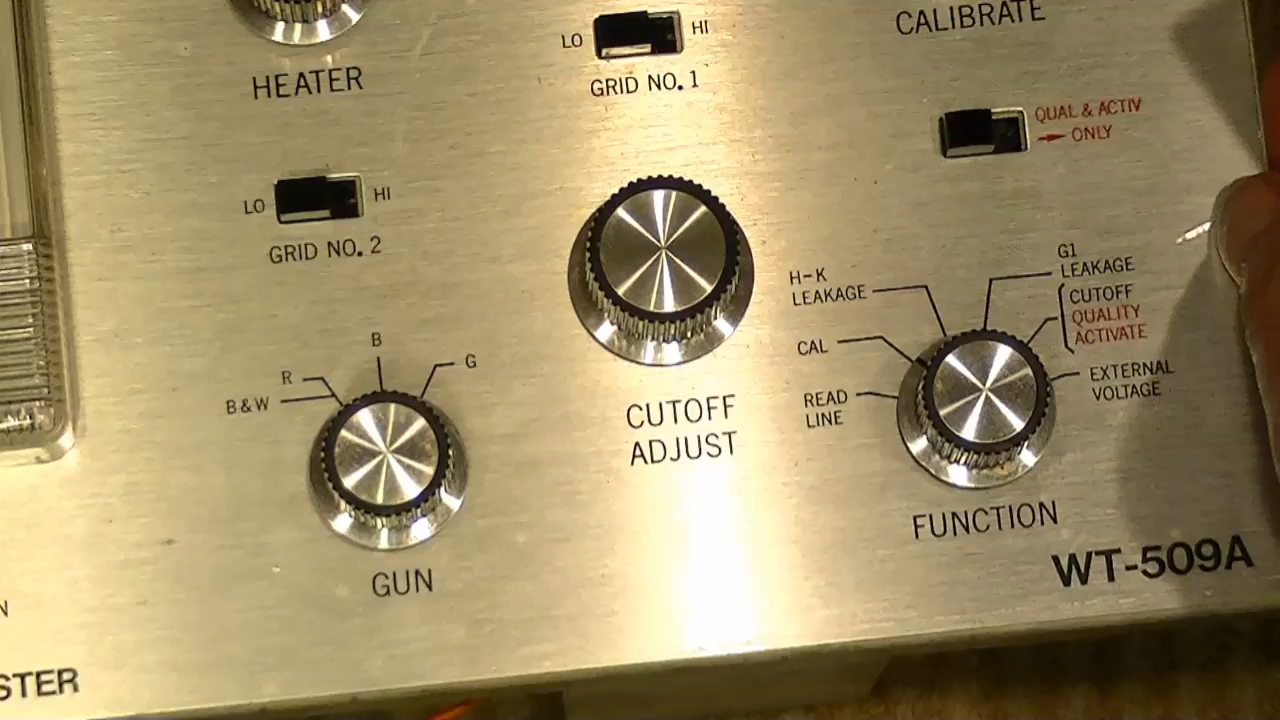 CALIBRATE
LO
HI
GRID NO. 1
HEATER
QUAL & ACTIV
ONLY
LO
HI
GRID NO. 2
G1
LEAKAGE
H-K
LEAKAGE
CUTOFF
QUALITY
ACTIVATE
CAL
EXTERNAL
VOLTAGE
READ
LINE
B
R
G
B & W
CUTOFF
ADJUST
FUNCTION
WT-509A
GUN
N
STER